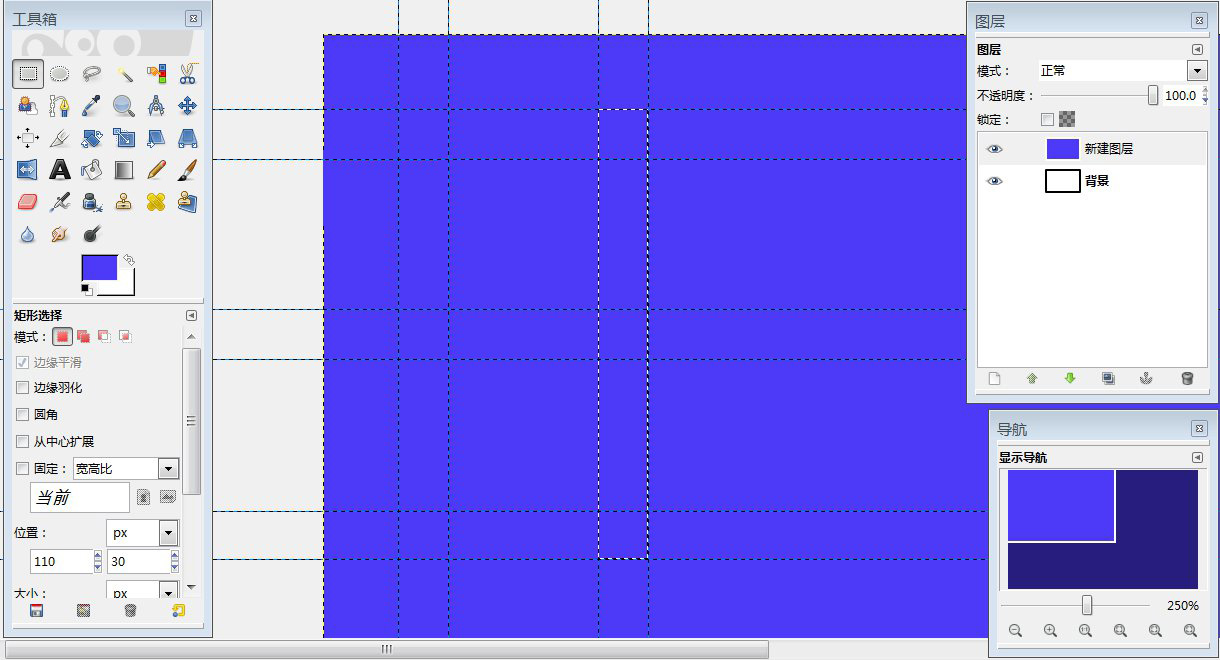 工具箱
矩形选择
模式：
边缘平滑
边缘羽化
圆角
从中心扩展
固定： 宽高比
当前
位置： px
110 30
大小： px
图层
图层
模式： 正常
不透明度： 100.0
锁定：
新建图层
背景
导航
显示导航
250%